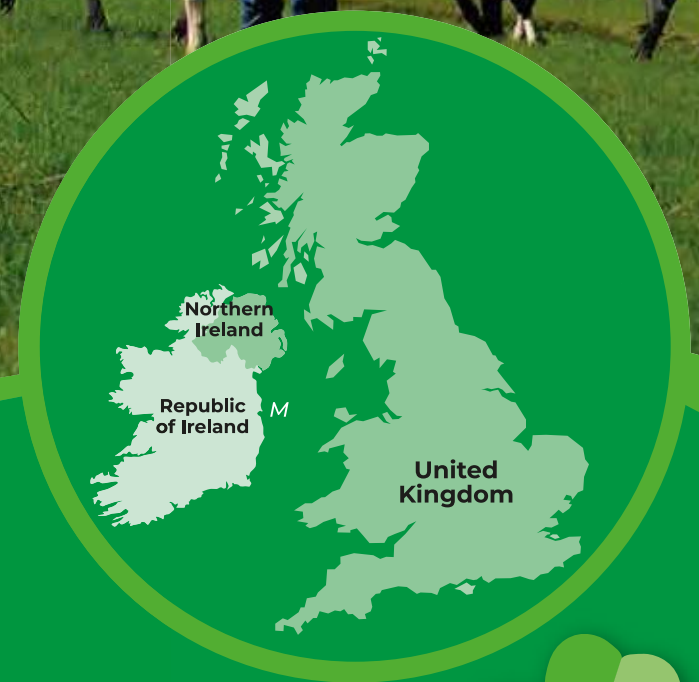 Northern
Ireland
Republic
of Ireland
M
United
Kingdom